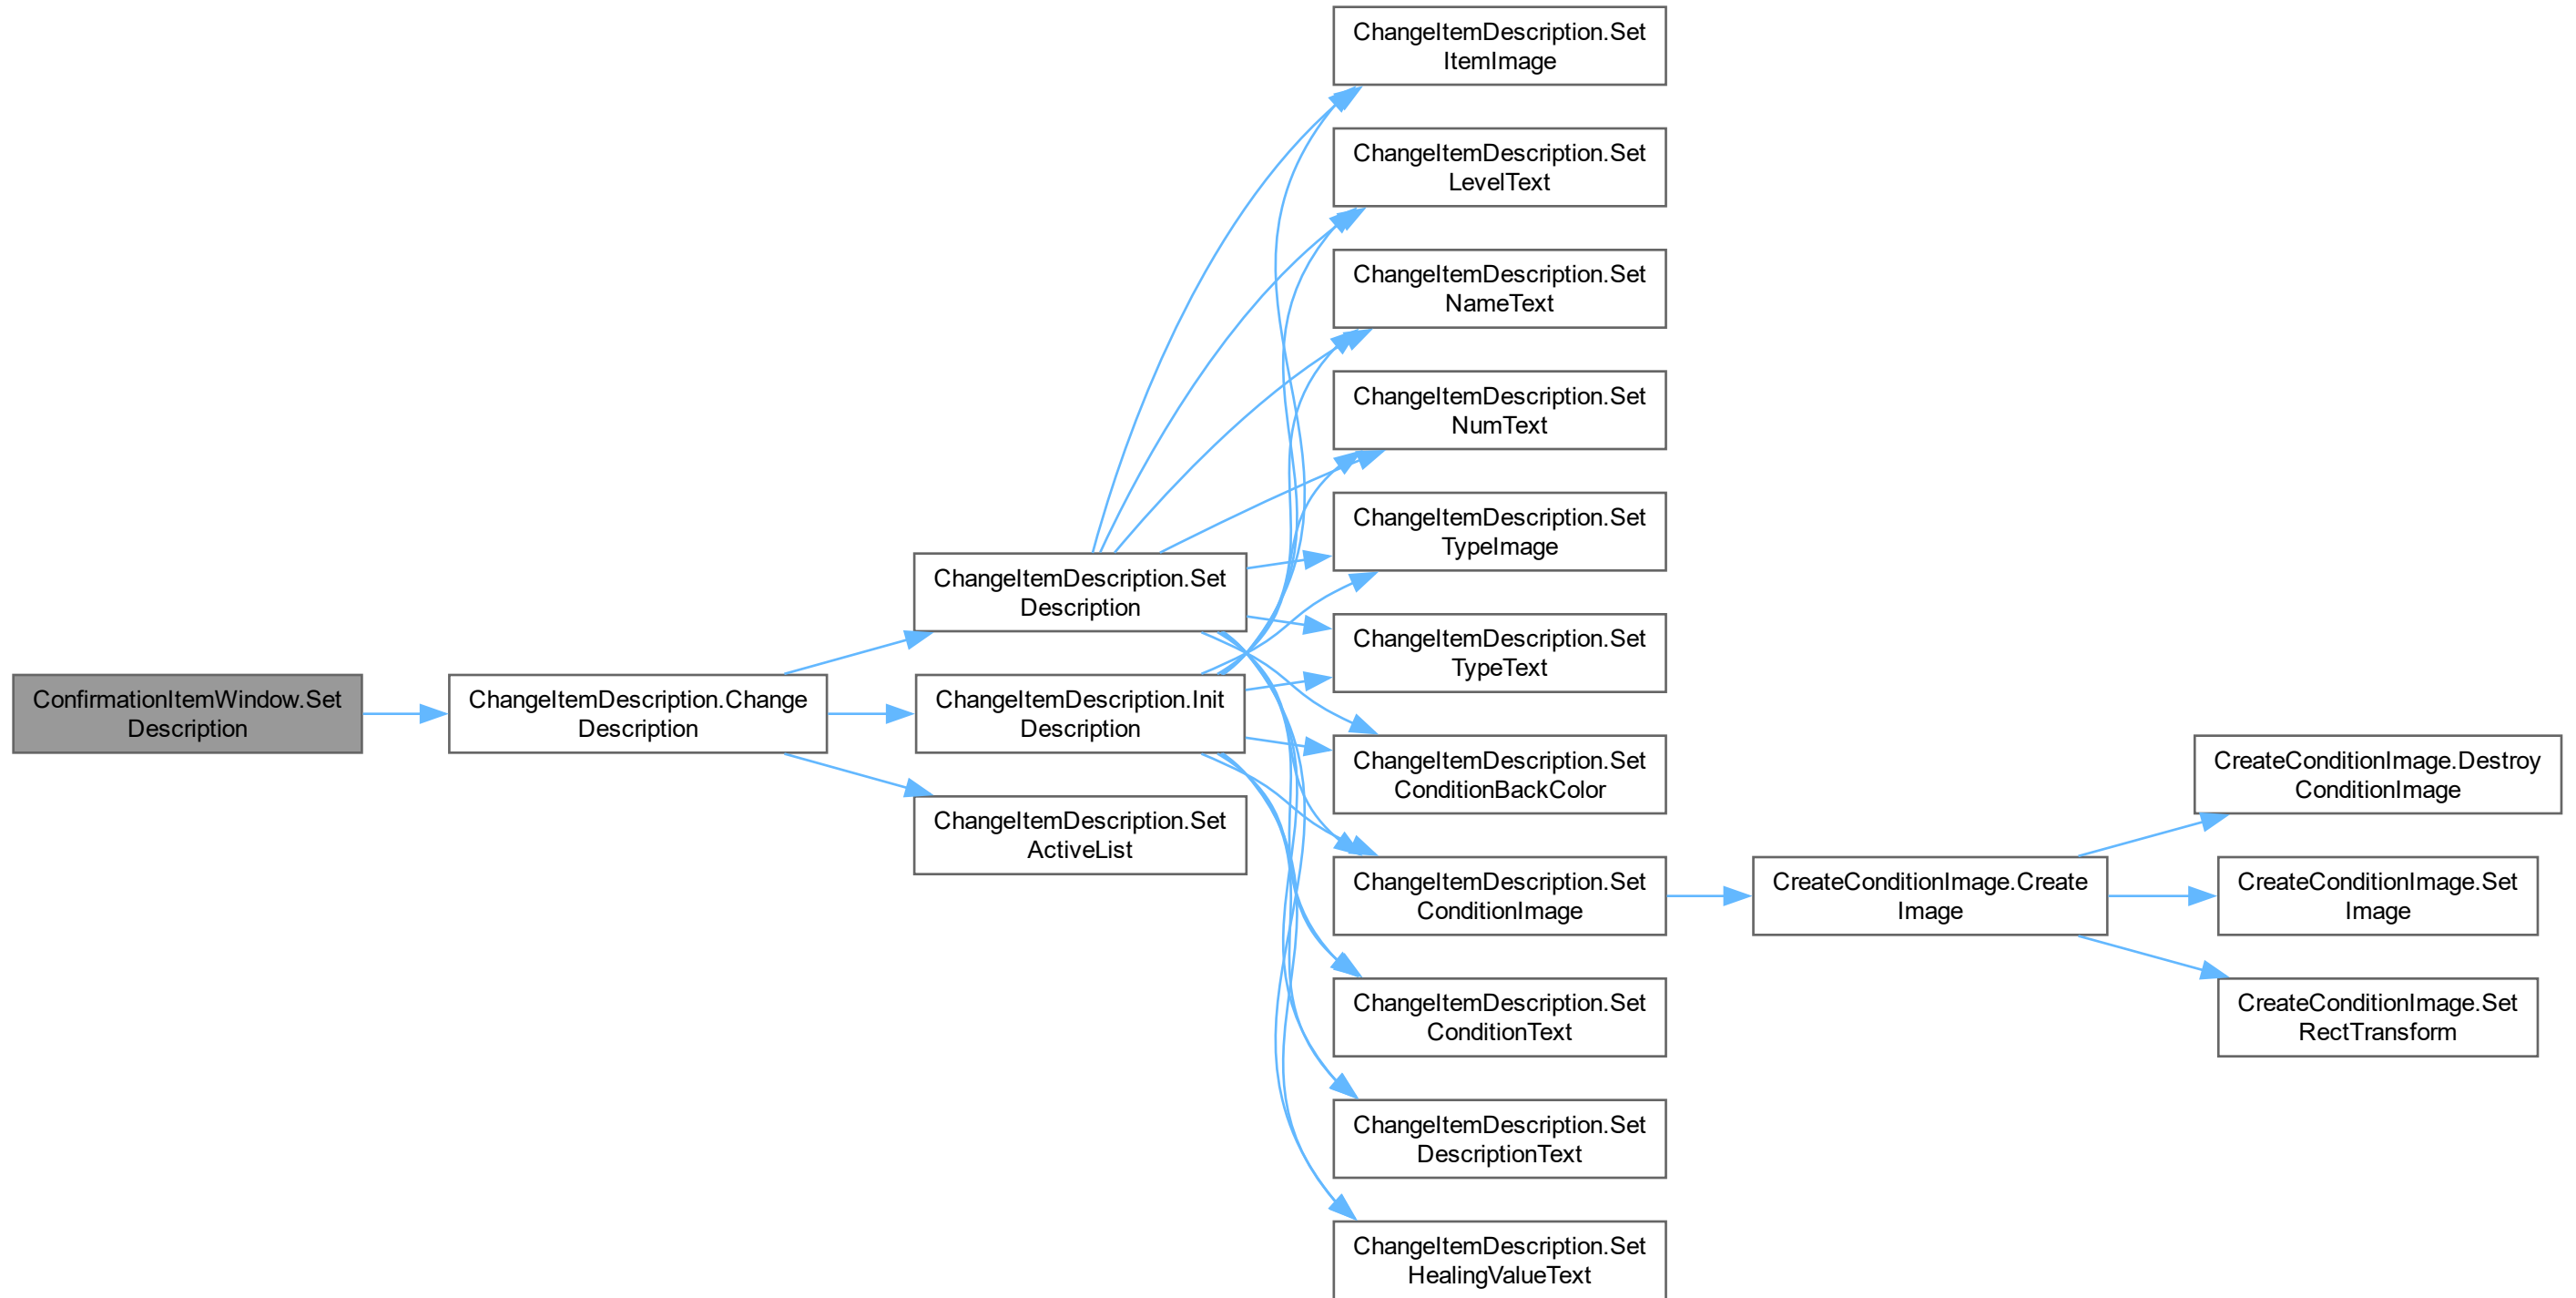 ConfirmationItemWindow.Set
Description
ChangeItemDescription.Change
Description
ChangeItemDescription.Set
Description
ChangeItemDescription.Init
Description
ChangeItemDescription.Set
ActiveList
ChangeItemDescription.Set
ItemImage
ChangeItemDescription.Set
LevelText
ChangeItemDescription.Set
NameText
ChangeItemDescription.Set
NumText
ChangeItemDescription.Set
TypeImage
ChangeItemDescription.Set
TypeText
ChangeItemDescription.Set
ConditionBackColor
ChangeItemDescription.Set
ConditionImage
ChangeItemDescription.Set
ConditionText
ChangeItemDescription.Set
DescriptionText
ChangeItemDescription.Set
HealingValueText
CreateConditionImage.Create
Image
CreateConditionImage.Destroy
ConditionImage
CreateConditionImage.Set
Image
CreateConditionImage.Set
RectTransform